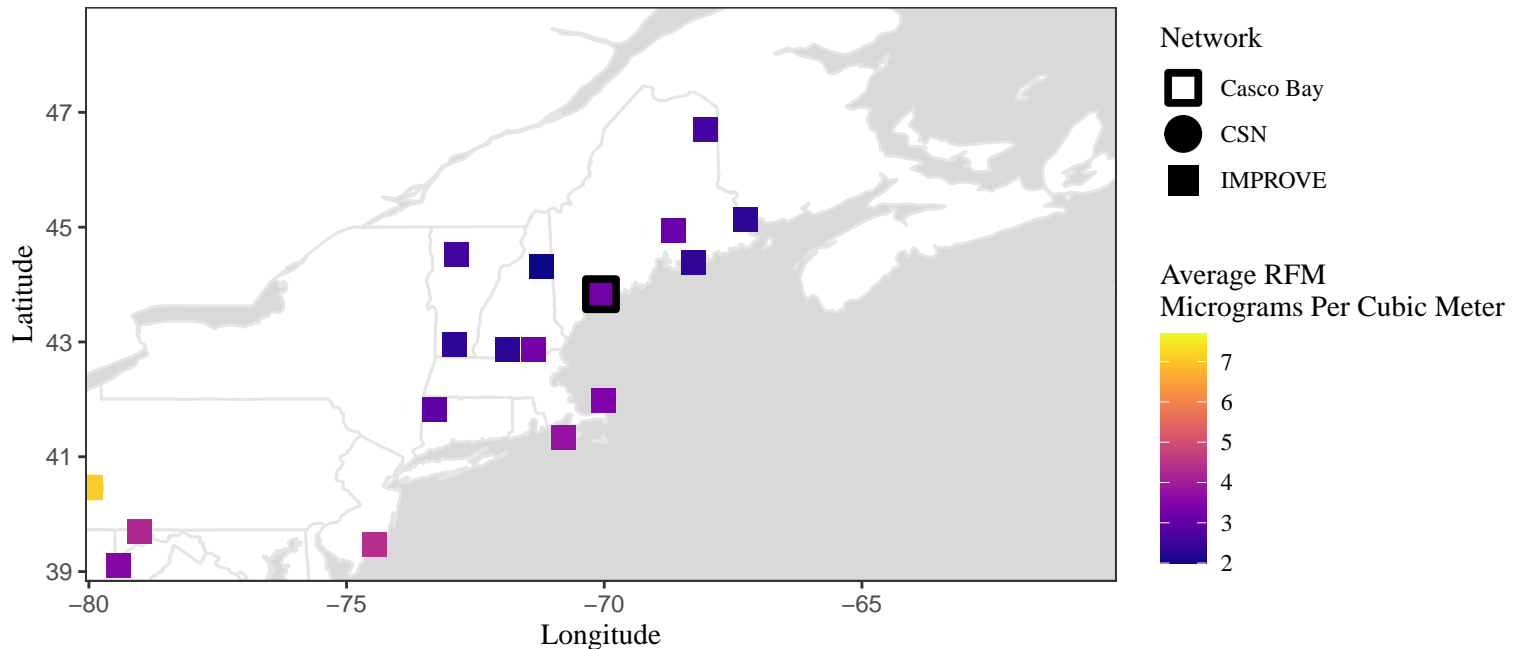 Latitude
47
45
43
41
39
−80
−75
−70
−65
Longitude
Network
Casco Bay
CSN
IMPROVE
Average RFM
Micrograms Per Cubic Meter
7
6
5
4
3
2